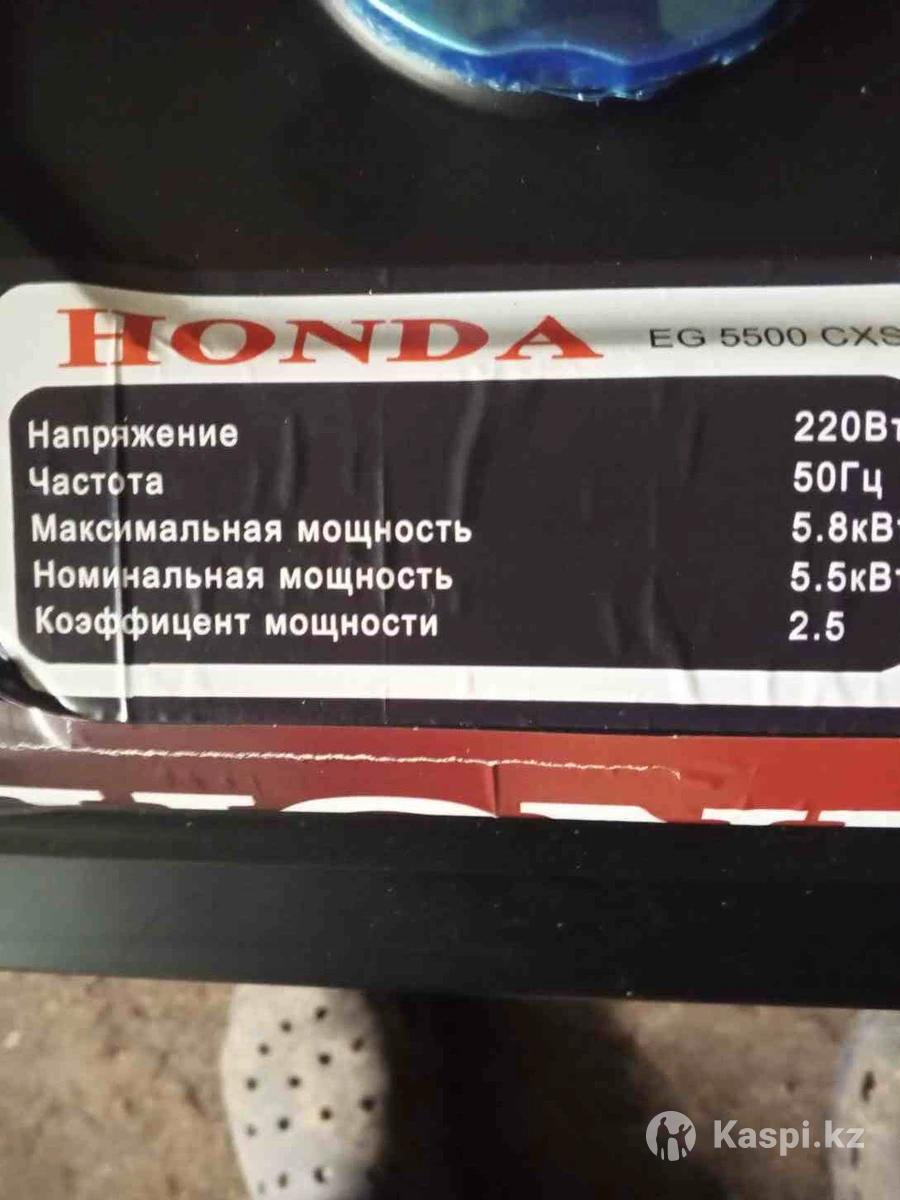 HONDA EG 5500 CXS
Напряжение 220Вт
Частота 50Гц
Максимальная мощность 5.8кВт
Номинальная мощность 5.5кВт
Коэффицент мощности 2.5
Kaspi.kz